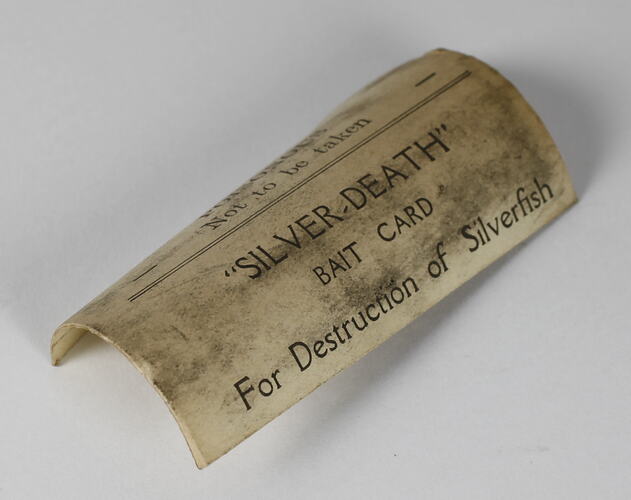 Not to be taken
"SILVER-DEATH"
BAIT CARD
For Destruction of Silverfish